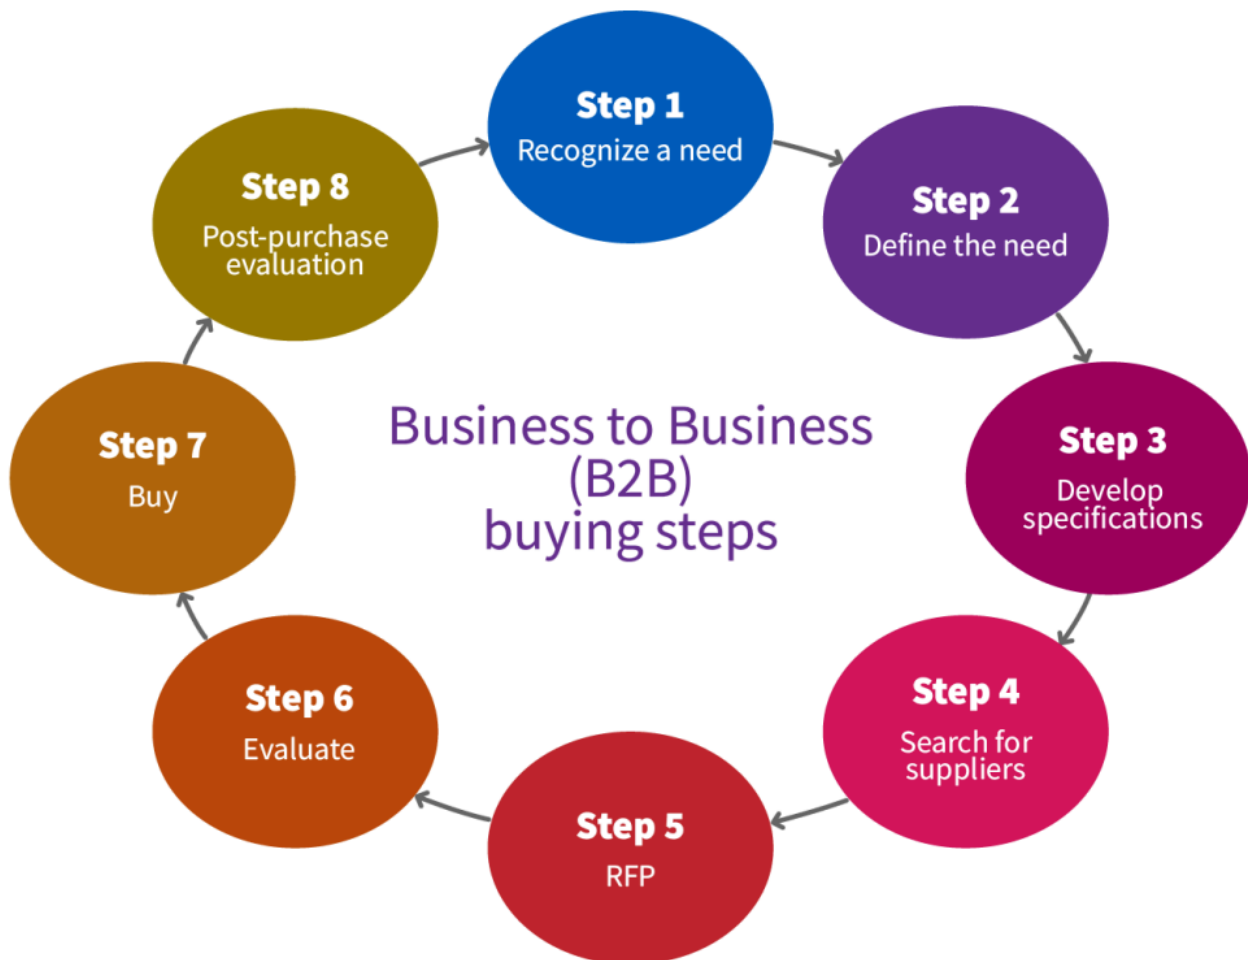 Step 1
Recognize a need
Step 2
Define the need
Step 3
Develop
specifications
Step 4
Search for
suppliers
Step 5
RFP
Step 6
Evaluate
Step 7
Buy
Step 8
Post-purchase
evaluation
Business to Business
(B2B)
buying steps